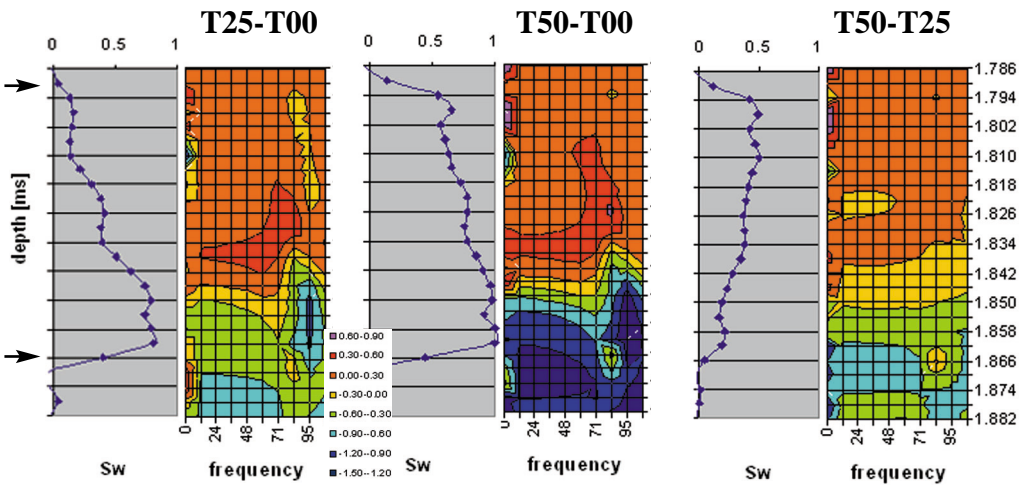 T25-T00
T50-T00
T50-T25
0 0.5 1
0 0.5 1
0 0.5 1
depth [ms]
1.786
1.794
1.802
1.810
1.818
1.826
1.834
1.842
1.850
1.858
1.866
1.874
1.882
0.60-0.90
0.30-0.60
0.00-0.30
-0.30-0.00
-0.60--0.30
-0.90--0.60
-1.20--0.90
-1.50--1.20
0 24 48 71 95
0 24 48 71 95
0 24 48 71 95
Sw frequency Sw frequency Sw frequency